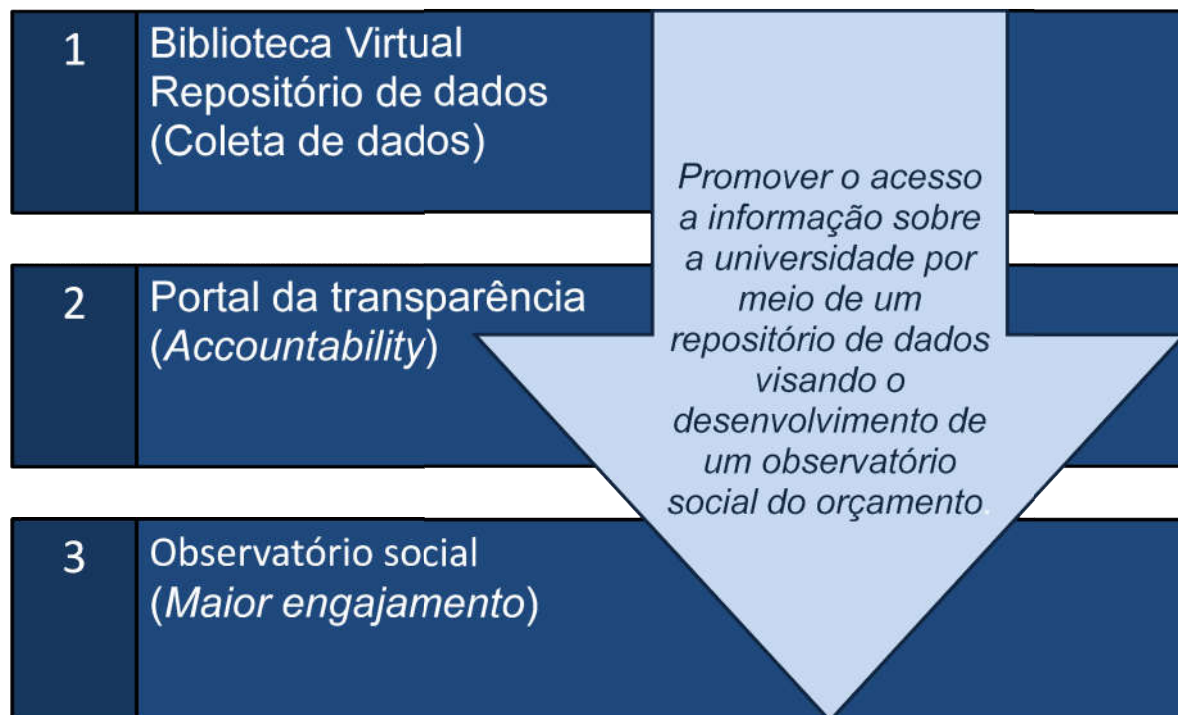 1
Biblioteca Virtual
Repositório de dados
(Coleta de dados)
2
Portal da transparência
(Accountability)
3
Observatório social
(Maior engajamento)
Promover o acesso
a informação sobre
a universidade por
meio de um
repositório de dados
visando o
desenvolvimento de
um observatório
social do orçamento.